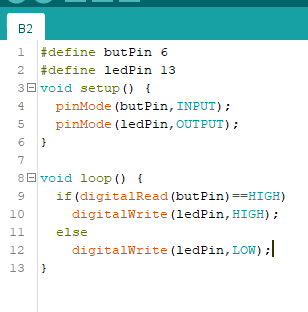 B2
1 #define butPin 6
2 #define ledPin 13
3 void setup() {
4   pinMode(butPin,INPUT);
5   pinMode(ledPin,OUTPUT);
6 }
7
8 void loop() {
9   if(digitalRead(butPin)==HIGH)
10     digitalWrite(ledPin,HIGH);
11   else
12     digitalWrite(ledPin,LOW);
13 }